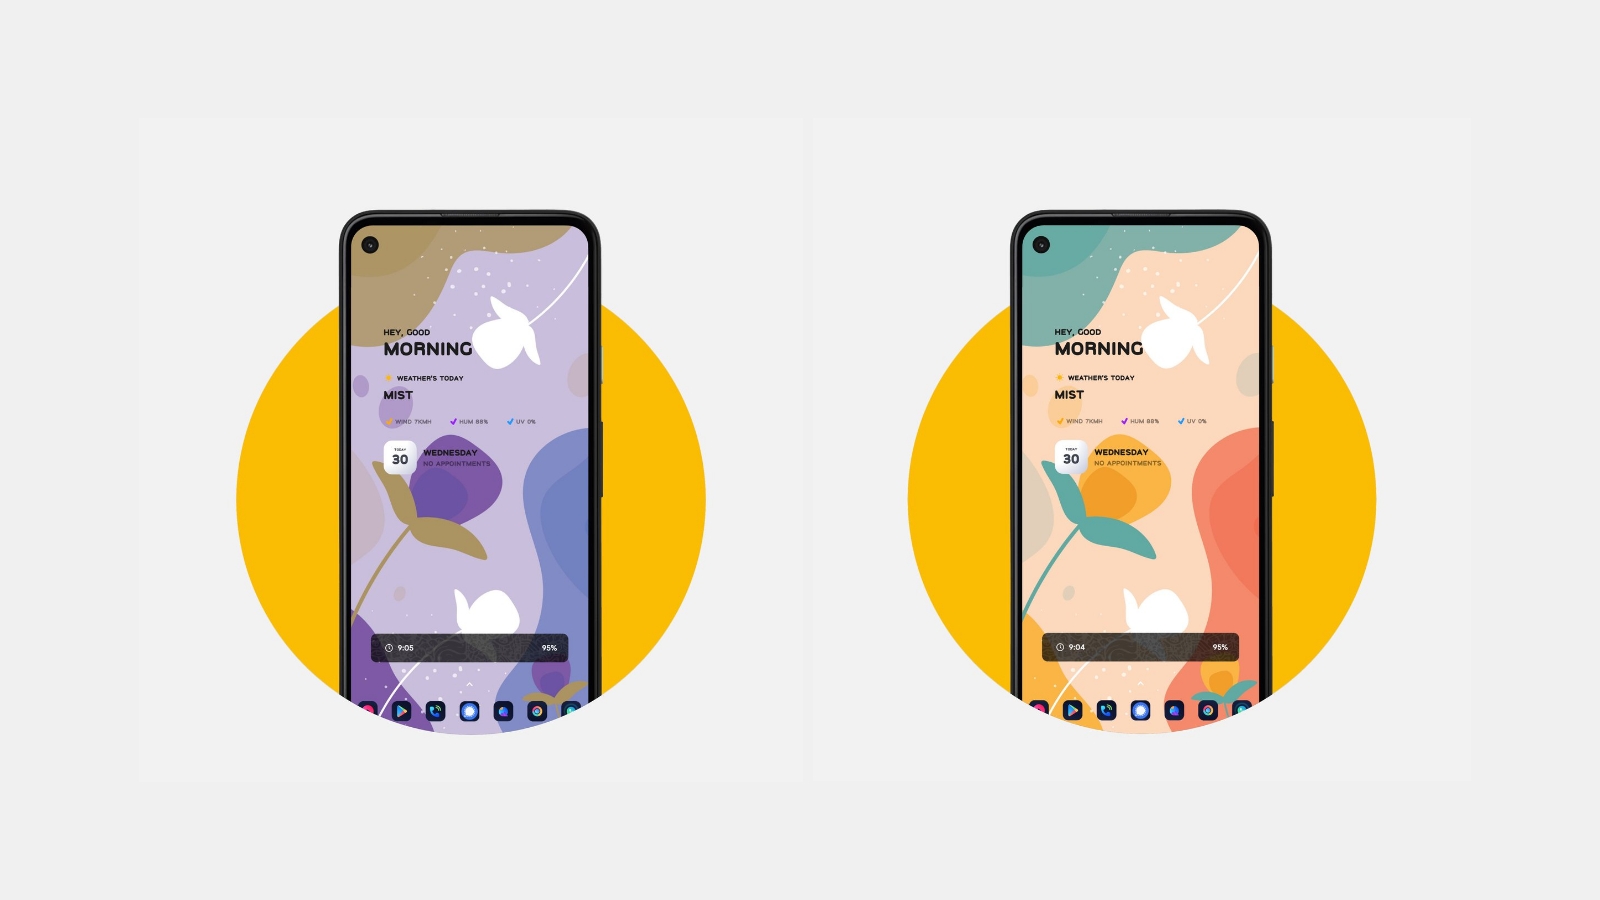 HEY, GOOD
MORNING
WEATHER'S TODAY
MIST
WIND 7KMH HUM 88% UV 0%
TODAY
30
WEDNESDAY
NO APPOINTMENTS
9:05 95%
HEY, GOOD
MORNING
WEATHER'S TODAY
MIST
WIND 7KMH HUM 88% UV 0%
TODAY
30
WEDNESDAY
NO APPOINTMENTS
9:04 95%